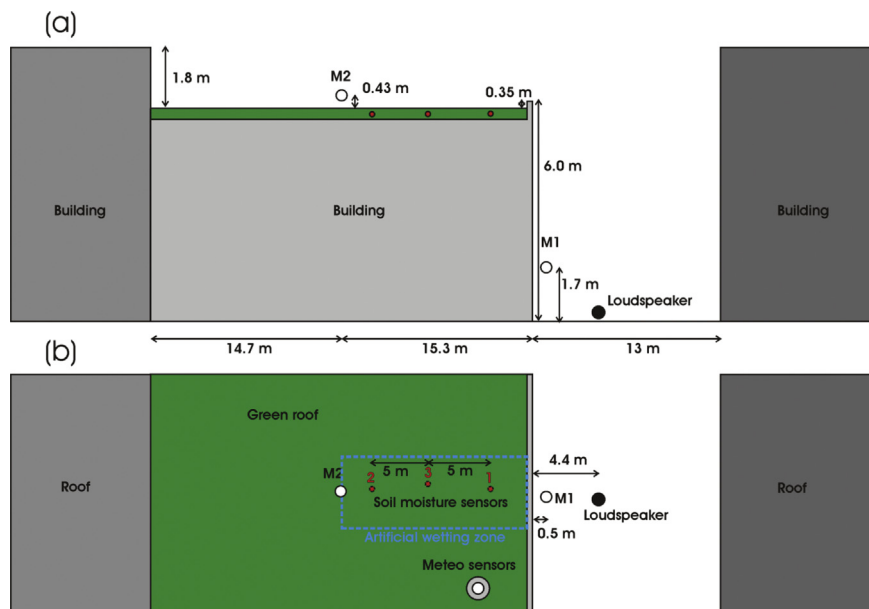 (a)
1.8 m
M2
0.43 m
0.35 m
6.0 m
Building
Building
Building
M1
1.7 m
Loudspeaker
14.7 m
15.3 m
13 m
(b)
Green roof
4.4 m
M2
5 m
5 m
2
3
1
Roof
Soil moisture sensors
M1
Loudspeaker
Roof
0.5 m
Artificial wetting zone
Meteo sensors